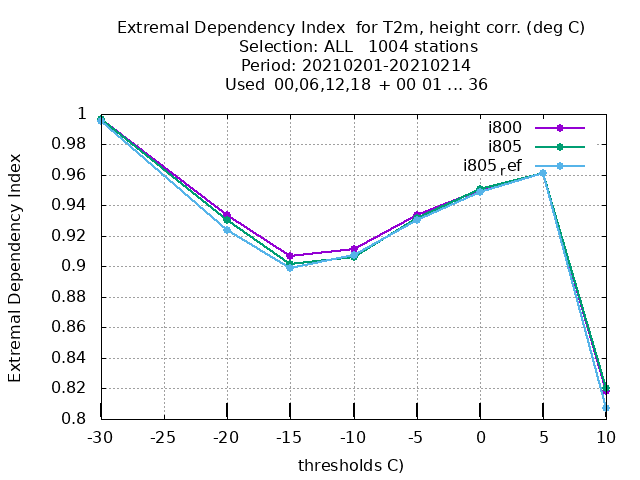 Extremal Dependency Index  for T2m, height corr. (deg C)
Selection: ALL   1004 stations
Period: 20210201-20210214
Used  00,06,12,18 + 00 01 ... 36
Extremal Dependency Index
1
0.98
0.96
0.94
0.92
0.9
0.88
0.86
0.84
0.82
0.8
i800
i805
i805ref
-30
-25
-20
-15
-10
-5
0
5
10
thresholds C)